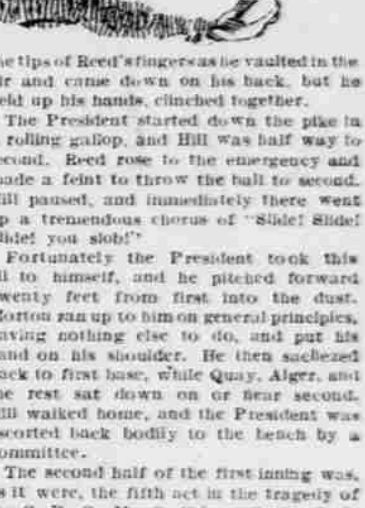 he tips of Reed's fingers as he vaulted in the
ir and came down on his back, but he
eld up his hands, clinched together.
The President started down the pike in
rolling gallop, and Hill was half way to
econd. Reed rose to the emergency and
ade a feint to throw the ball to second.
ill paused, and immediately there went
p a tremendous chorus of "Slide! Slide!
lide! you slob!"
Fortunately the President took this
ll to himself, and he pitched forward
wenty feet from first into the dust.
orton ran up to him on general principles,
aving nothing else to do, and put his
and on his shoulder. He then sachezed
ack to first base, while Quay, Alger, and
he rest sat down on or near second.
ill walked home, and the President was
scorted back bodily to the bench by a
ommittee.
The second half of the first inning was,
s it were, the fifth act in the tragedy of